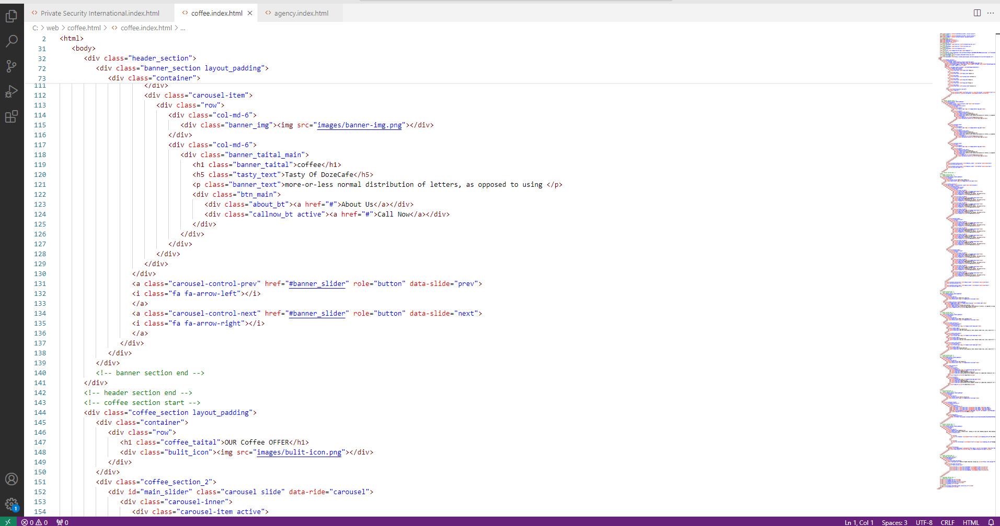 Private Security International.index.html
coffee.index.html
agency.index.html
C: > web > coffee.html > coffee.index.html > ...
2 <html>
31 <body>
32 <div class="header_section">
72 <div class="banner_section layout_padding">
73 <div class="container">
111 </div>
112 <div class="carousel-item">
113 <div class="row">
114 <div class="col-md-6">
115 <div class="banner_img"><img src="images/banner-img.png"></div>
116 </div>
117 <div class="col-md-6">
118 <div class="banner_taital_main">
119 <h1 class="banner_taital">coffee</h1>
120 <h5 class="tasty_text">Tasty Of DozeCafe</h5>
121 <p class="banner_text">more-or-less normal distribution of letters, as opposed to using </p>
122 <div class="btn_main">
123 <div class="about_bt"><a href="#">About Us</a></div>
124 <div class="callnow_bt active"><a href="#">Call Now</a></div>
125 </div>
126 </div>
127 </div>
128 </div>
129 </div>
130 </div>
131 <a class="carousel-control-prev" href="#banner_slider" role="button" data-slide="prev">
132 <i class="fa fa-arrow-left"></i>
133 </a>
134 <a class="carousel-control-next" href="#banner_slider" role="button" data-slide="next">
135 <i class="fa fa-arrow-right"></i>
136 </a>
137 </div>
138 </div>
139 </div>
140 <!-- banner section end -->
141 </div>
142 <!-- header section end -->
143 <!-- coffee section start -->
144 <div class="coffee_section layout_padding">
145 <div class="container">
146 <div class="row">
147 <h1 class="coffee_taital">OUR Coffee OFFER</h1>
148 <div class="bulit_icon"><img src="images/bulit-icon.png"></div>
149 </div>
150 </div>
151 <div class="coffee_section_2">
152 <div id="main_slider" class="carousel slide" data-ride="carousel">
153 <div class="carousel-inner">
154 <div class="carousel-item active">
1
0 0 0
Ln 1, Col 1 Spaces: 3 UTF-8 CRLF HTML